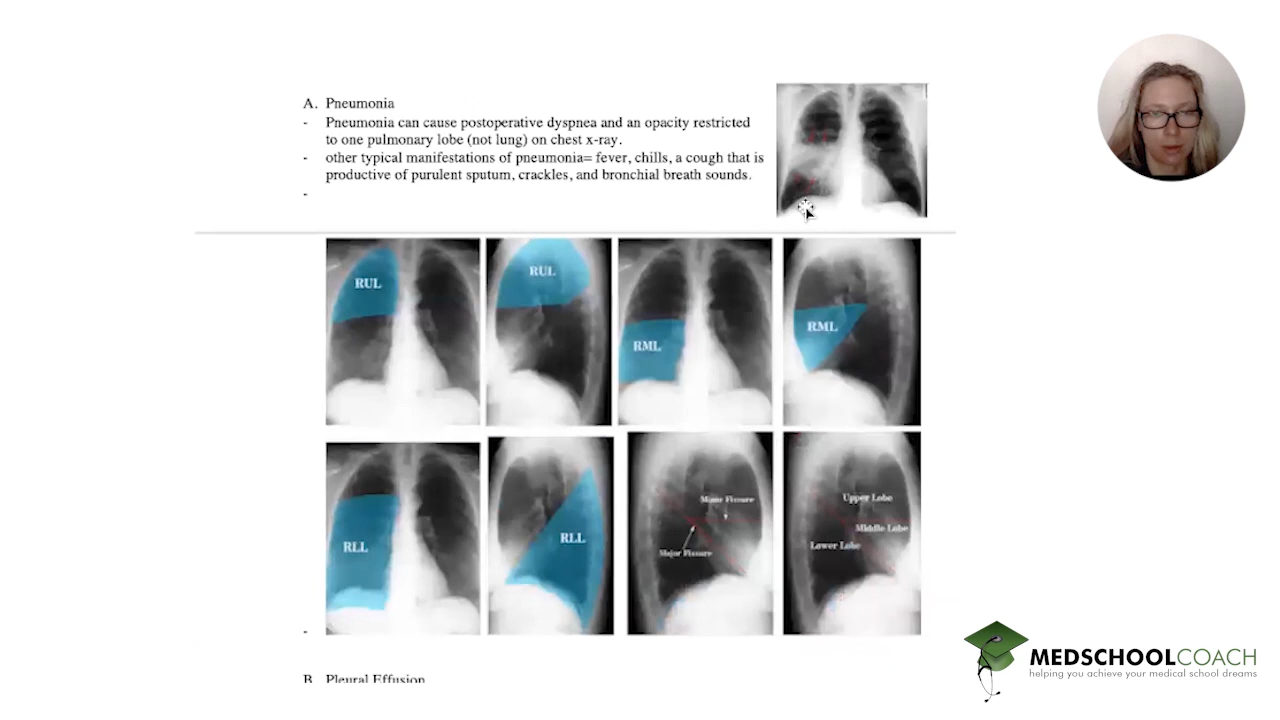 A. Pneumonia
- Pneumonia can cause postoperative dyspnea and an opacity restricted
to one pulmonary lobe (not lung) on chest x-ray.
- other typical manifestations of pneumonia= fever, chills, a cough that is
productive of purulent sputum, crackles, and bronchial breath sounds.
-
RUL
RUL
RML
RML
RLL
RLL
Minor Fissure
Major Fissure
Upper Lobe
Middle Lobe
Lower Lobe
-
B. Pleural Effusion
MEDSCHOOLCOACH
helping you achieve your medical school dreams